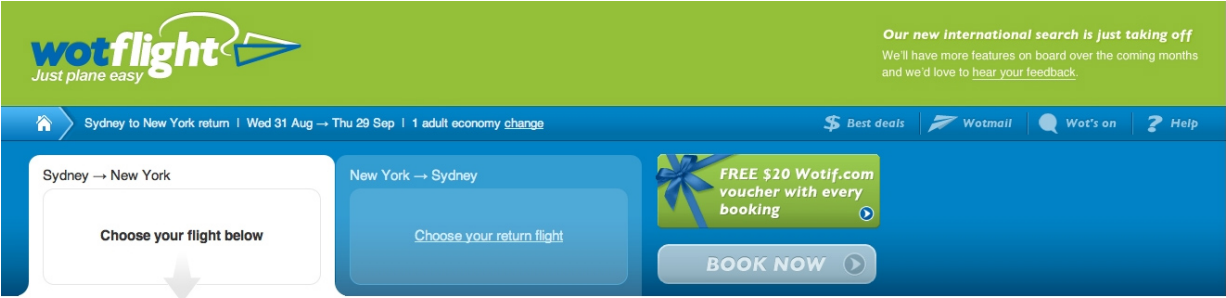 wotflight
Just plane easy
Our new international search is just taking off
We'll have more features on board over the coming months
and we'd love to hear your feedback.
Sydney to New York return | Wed 31 Aug → Thu 29 Sep | 1 adult economy change
$ Best deals
Wotmail
Wot's on
? Help
Sydney → New York
Choose your flight below
New York → Sydney
Choose your return flight
FREE $20 Wotif.com
voucher with every
booking
BOOK NOW